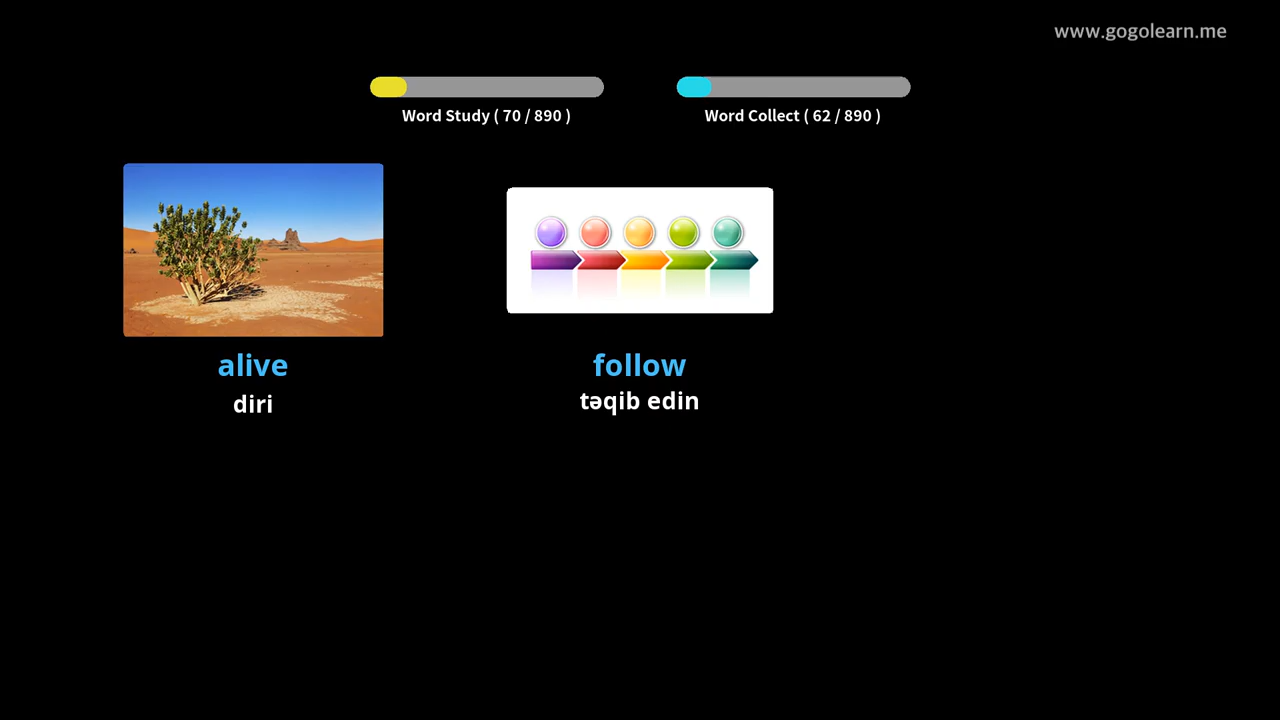 www.gogolearn.me
Word Study ( 70 / 890 )
Word Collect ( 62 / 890 )
alive
diri
follow
təqib edin